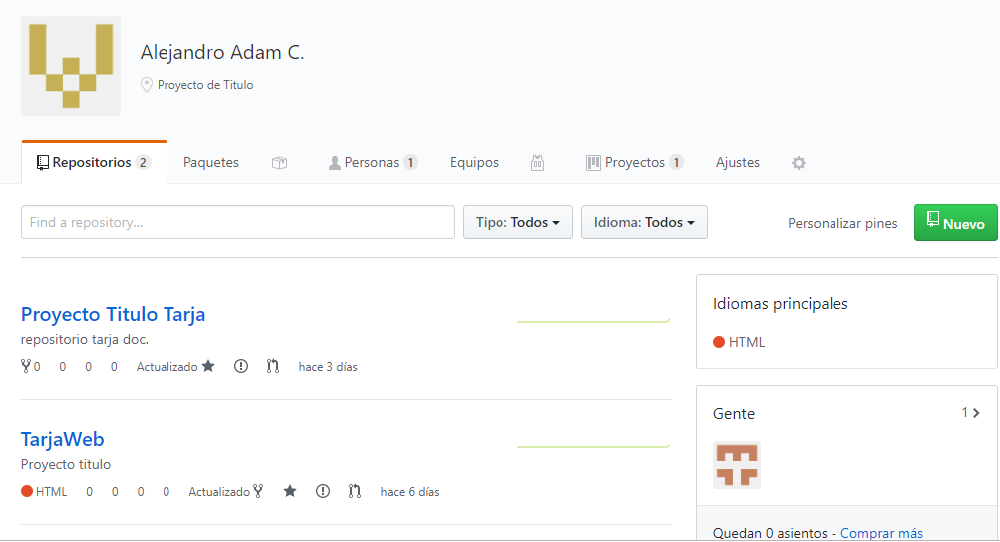 Alejandro Adam C.
Proyecto de Titulo
Repositorios 2 Paquetes Personas 1 Equipos Proyectos 1 Ajustes
Find a repository... Tipo: Todos Idioma: Todos Personalizar pines Nuevo
Proyecto Titulo Tarja
repositorio tarja doc.
0 0 0 0 Actualizado hace 3 días
TarjaWeb
Proyecto titulo
HTML 0 0 0 0 Actualizado hace 6 días
Idiomas principales
HTML
Gente 1
Quedan 0 asientos - Comprar más